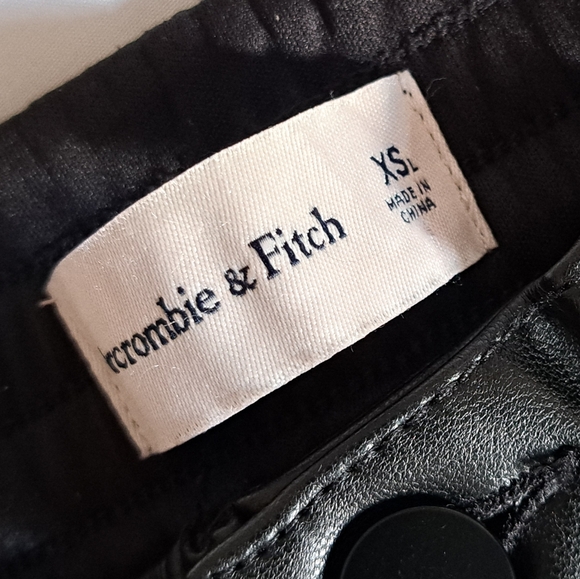 rcrombie & Fitch
XSL
MADE IN
CHINA